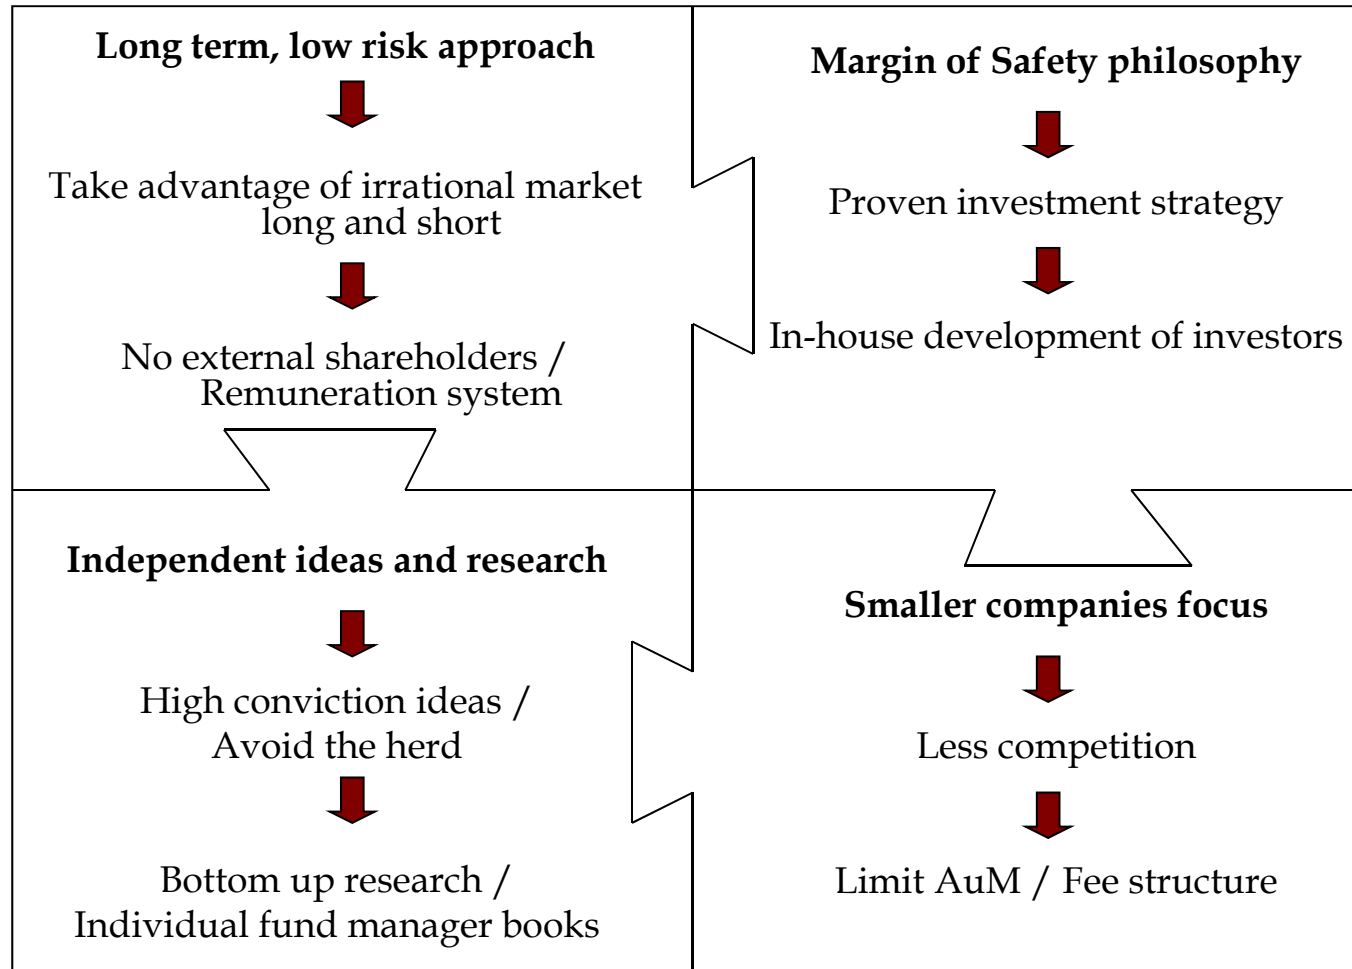 Long term, low risk approach
Take advantage of irrational market
long and short
No external shareholders /
Remuneration system
Margin of Safety philosophy
Proven investment strategy
In-house development of investors
Independent ideas and research
High conviction ideas /
Avoid the herd
Bottom up research /
Individual fund manager books
Smaller companies focus
Less competition
Limit AuM / Fee structure